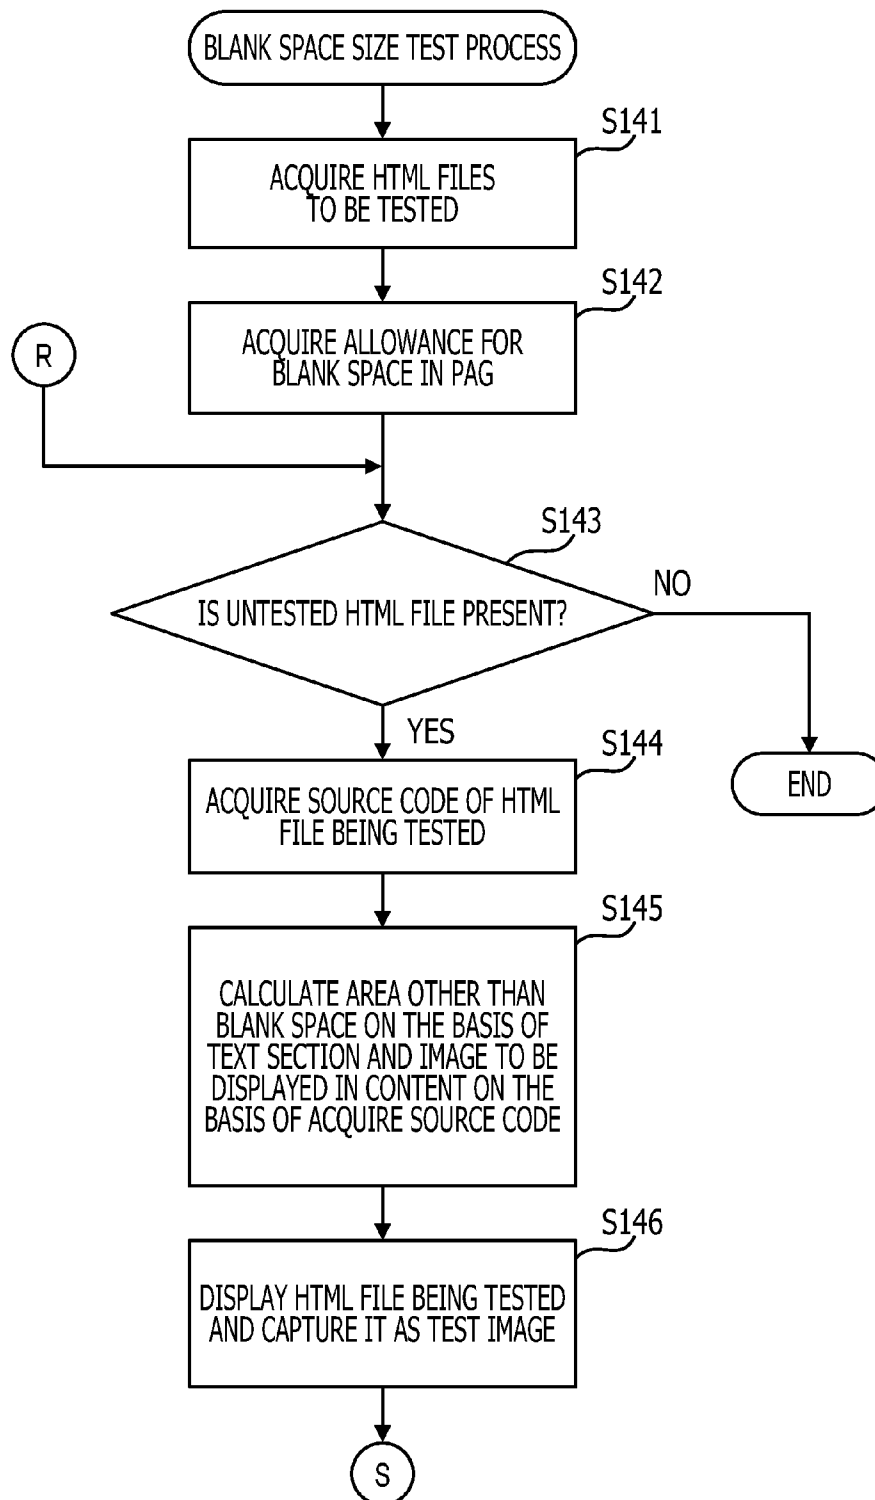 BLANK SPACE SIZE TEST PROCESS
S141
ACQUIRE HTML FILES
TO BE TESTED
S142
ACQUIRE ALLOWANCE FOR
BLANK SPACE IN PAG
R
S143
IS UNTESTED HTML FILE PRESENT?
NO
YES
S144
ACQUIRE SOURCE CODE OF HTML
FILE BEING TESTED
END
S145
CALCULATE AREA OTHER THAN
BLANK SPACE ON THE BASIS OF
TEXT SECTION AND IMAGE TO BE
DISPLAYED IN CONTENT ON THE
BASIS OF ACQUIRE SOURCE CODE
S146
DISPLAY HTML FILE BEING TESTED
AND CAPTURE IT AS TEST IMAGE
S